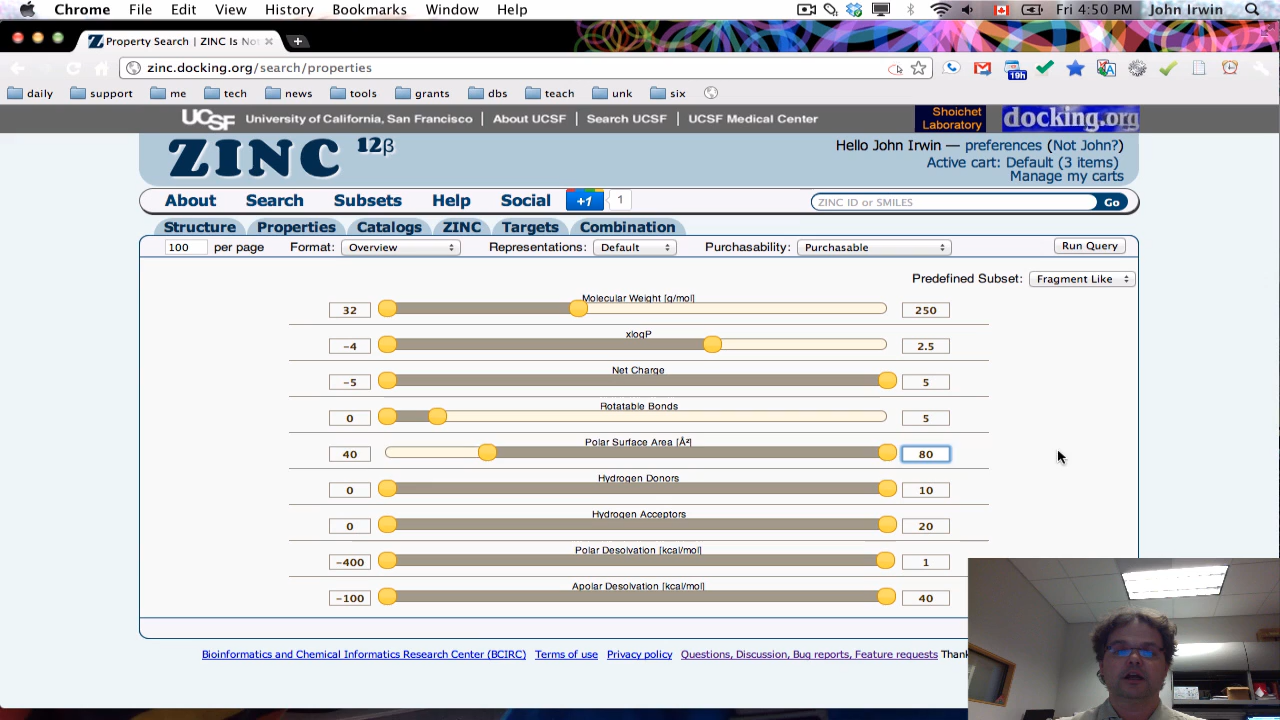 Chrome File Edit View History Bookmarks Window Help Fri 4:50 PM John Irwin
Property Search | ZINC Is No
zinc.docking.org/search/properties
19h
daily support me tech news tools grants dbs teach unk six
UCSF University of California, San Francisco | About UCSF | Search UCSF | UCSF Medical Center
Shoichet
Laboratory
docking.org
ZINC 12β
Hello John Irwin — preferences (Not John?)
Active cart: Default (3 items)
Manage my carts
About Search Subsets Help Social +1 1 ZINC ID or SMILES Go
Structure Properties Catalogs ZINC Targets Combination
100 per page Format: Overview Representations: Default Purchasability: Purchasable Run Query
Predefined Subset: Fragment Like
Molecular Weight [g/mol]
32 250
xlogP
-4 2.5
Net Charge
-5 5
Rotatable Bonds
0 5
Polar Surface Area [Å²]
40 80
Hydrogen Donors
0 10
Hydrogen Acceptors
0 20
Polar Desolvation [kcal/mol]
-400 1
Apolar Desolvation [kcal/mol]
-100 40
Bioinformatics and Chemical Informatics Research Center (BCIRC) Terms of use Privacy policy Questions, Discussion, Bug reports, Feature requests Thank